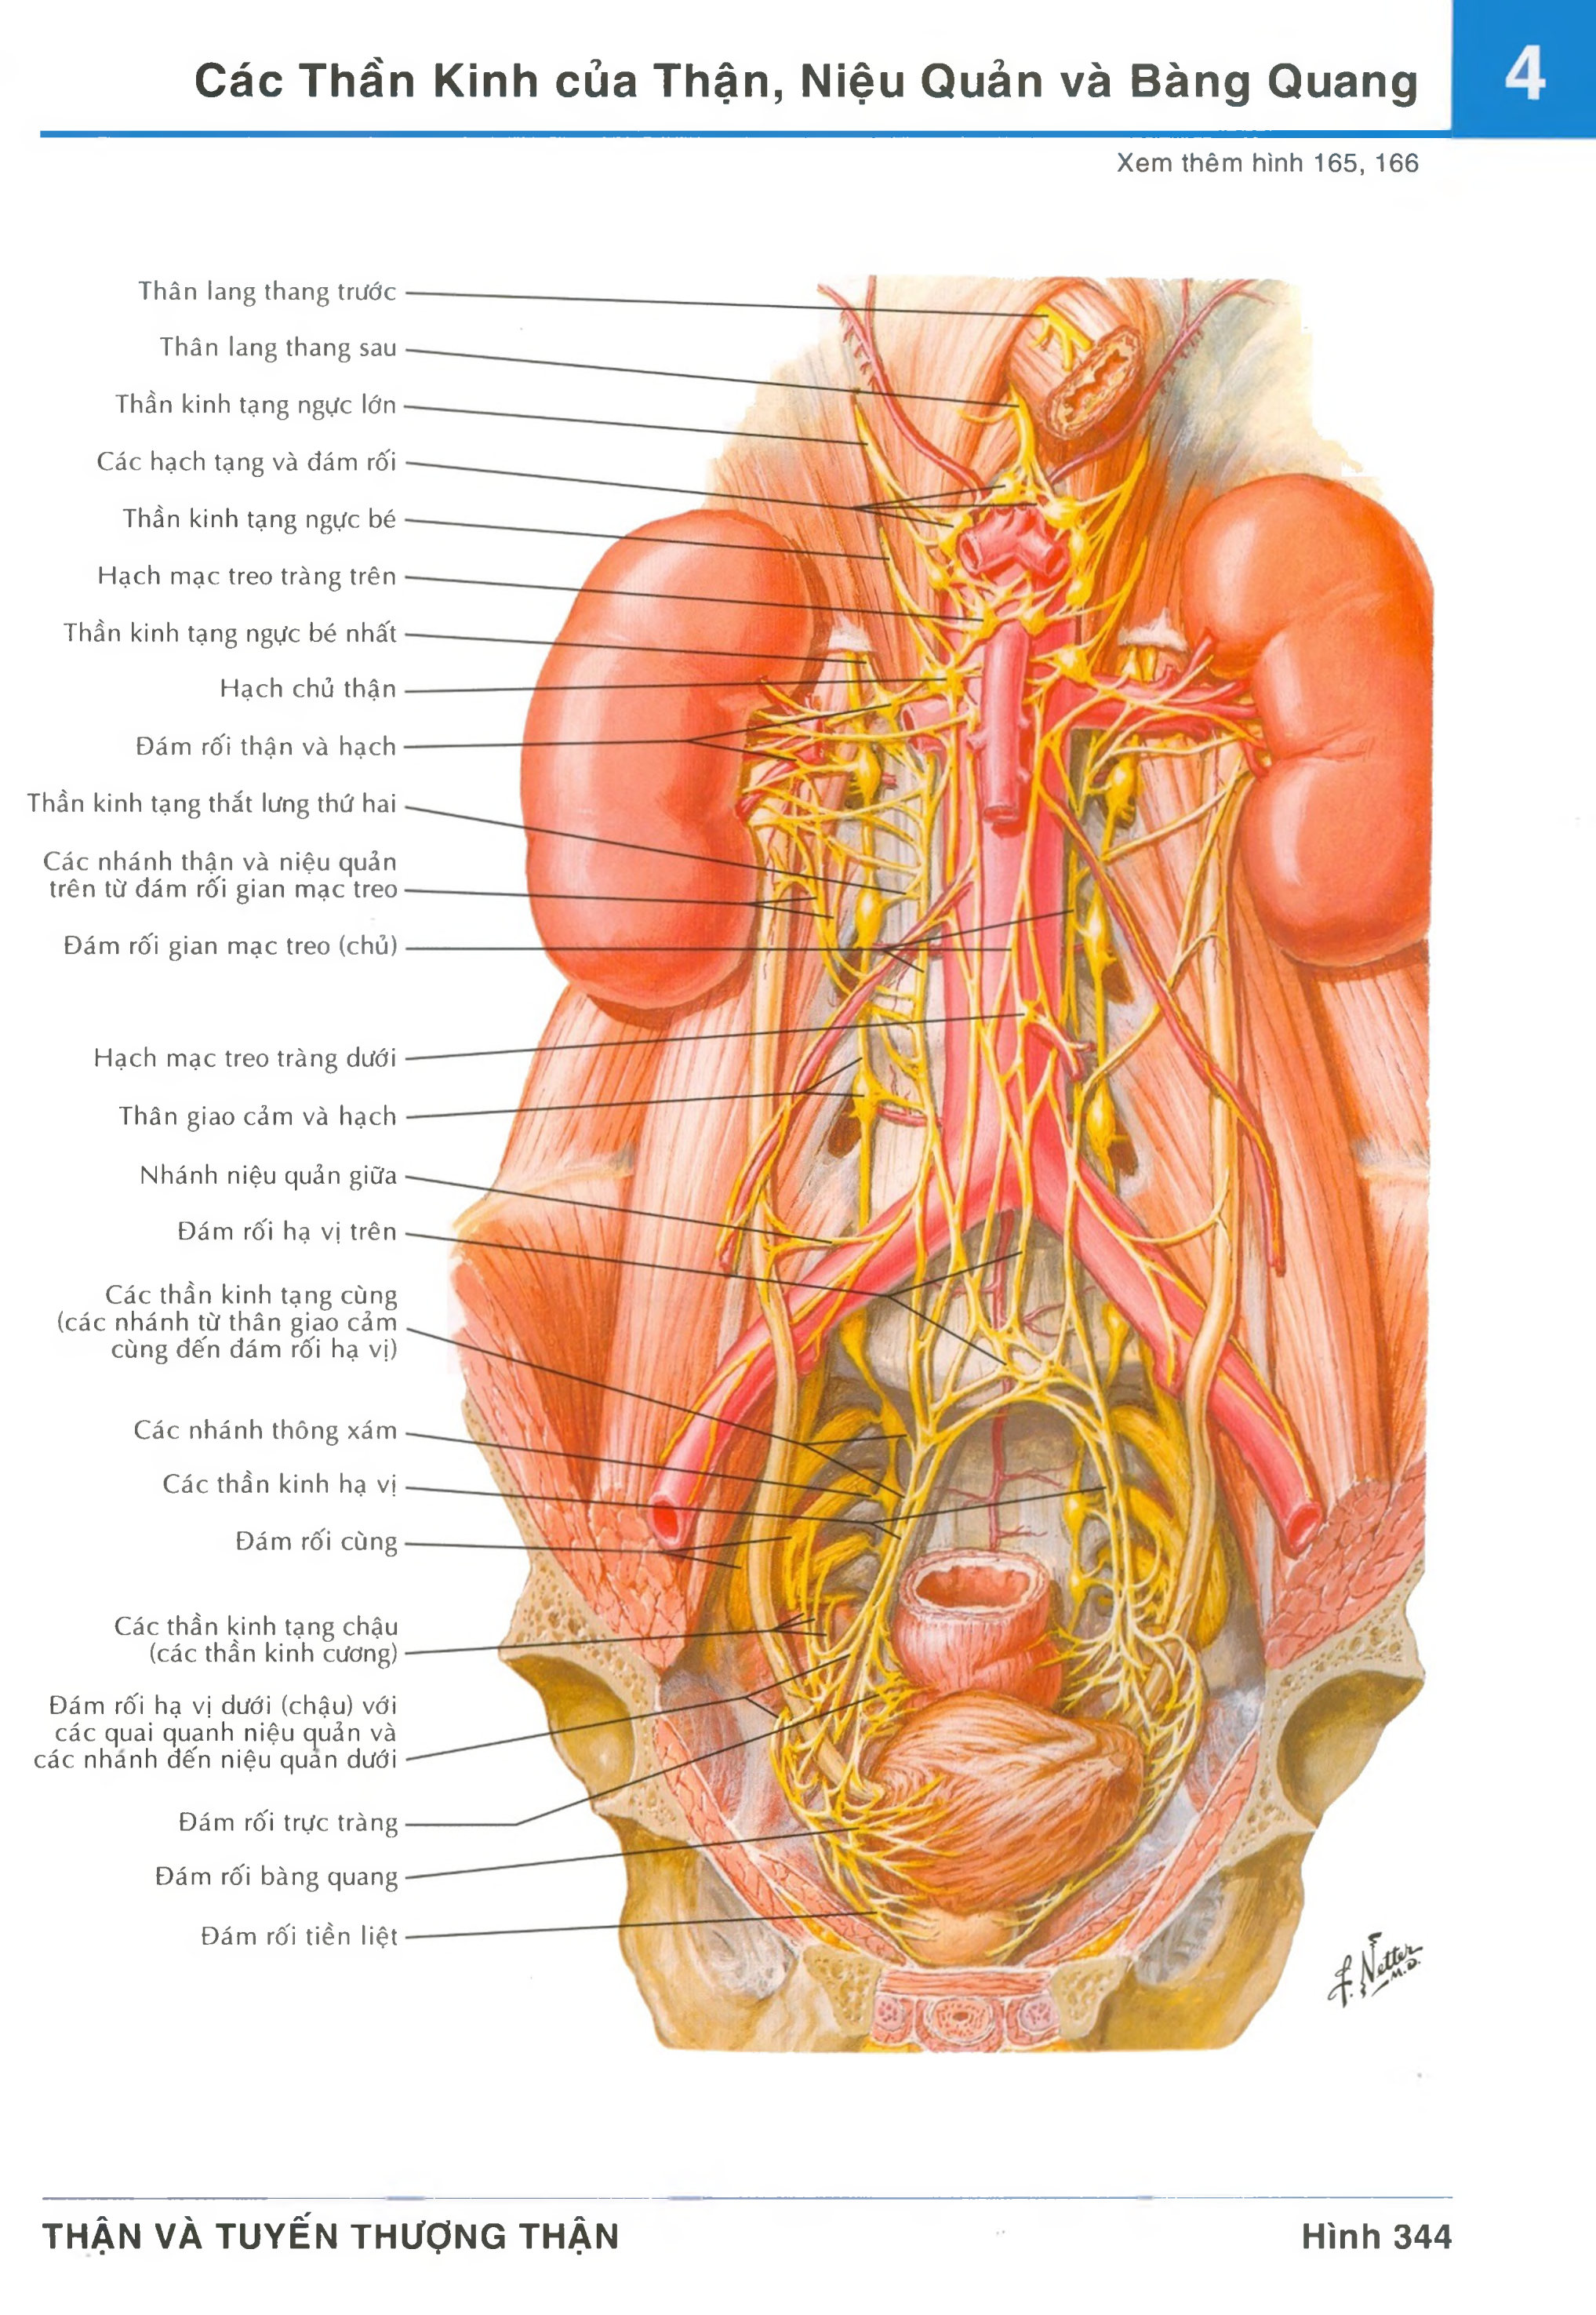 Các Thần Kinh của Thận, Niệu Quản và Bàng Quang
4
Xem thêm hình 165, 166
Thân lang thang trước
Thân lang thang sau
Thần kinh tạng ngực lớn
Các hạch tạng và đám rối
Thần kinh tạng ngực bé
Hạch mạc treo tràng trên
Thần kinh tạng ngực bé nhất
Hạch chủ thận
Đám rối thận và hạch
Thần kinh tạng thắt lưng thứ hai
Các nhánh thận và niệu quản
trên từ đám rối gian mạc treo
Đám rối gian mạc treo (chủ)
Hạch mạc treo tràng dưới
Thân giao cảm và hạch
Nhánh niệu quản giữa
Đám rối hạ vị trên
Các thần kinh tạng cùng
(các nhánh từ thân giao cảm
cùng đến đám rối hạ vị)
Các nhánh thông xám
Các thần kinh hạ vị
Đám rối cùng
Các thần kinh tạng chậu
(các thần kinh cương)
Đám rối hạ vị dưới (chậu) với
các quai quanh niệu quản và
các nhánh đến niệu quản dưới
Đám rối trực tràng
Đám rối bàng quang
Đám rối tiền liệt
F. Netter
M.D.
THẬN VÀ TUYẾN THƯỢNG THẬN
Hình 344